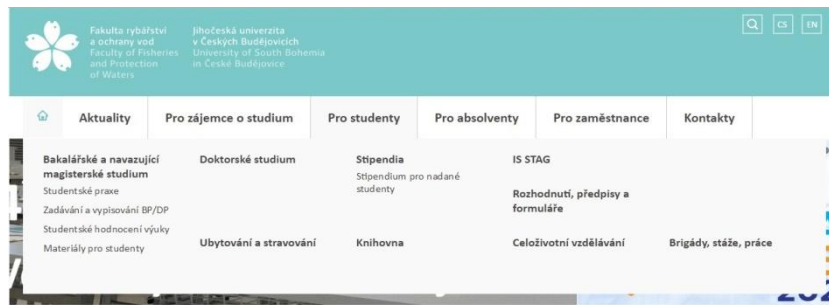 Fakulta rybářství
a ochrany vod
Faculty of Fisheries
and Protection
of Waters
Jihočeská univerzita
v Českých Budějovicích
University of South Bohemia
in České Budějovice
CS
EN
Aktuality
Pro zájemce o studium
Pro studenty
Pro absolventy
Pro zaměstnance
Kontakty
Bakalářské a navazující
magisterské studium
Studentské praxe
Zadávání a vypisování BP/DP
Studentské hodnocení výuky
Materiály pro studenty
Doktorské studium
Stipendia
Stipendium pro nadané
studenty
IS STAG
Rozhodnutí, předpisy a
formuláře
Ubytování a stravování
Knihovna
Celoživotní vzdělávání
Brigády, stáže, práce